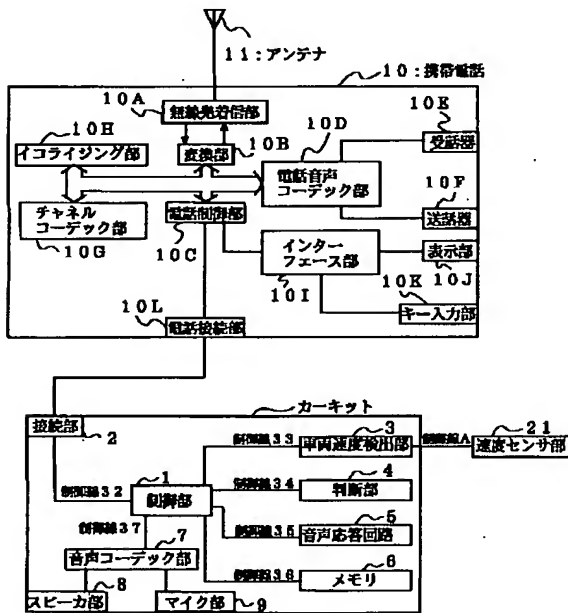 11:アンテナ
10:携帯電話
10A
無線発着信部
10H
イコライジング部
10B
変換部
10D
電話音声
コーデック部
10E
受話器
10F
送話器
チャネル
コーデック部
10G
電話制御部
10C
インター
フェース部
10I
表示部
10J
10K
キー入力部
10L
電話接続部
カーキット
接続部
2
制御線33
3
車両速度検出部
制御線A
21
速度センサ部
制御線32
1
制御部
制御線34
4
判断部
制御線37
制御線35
5
音声応答回路
7
音声コーデック部
制御線36
6
メモリ
8
スピーカ部
マイク部
9